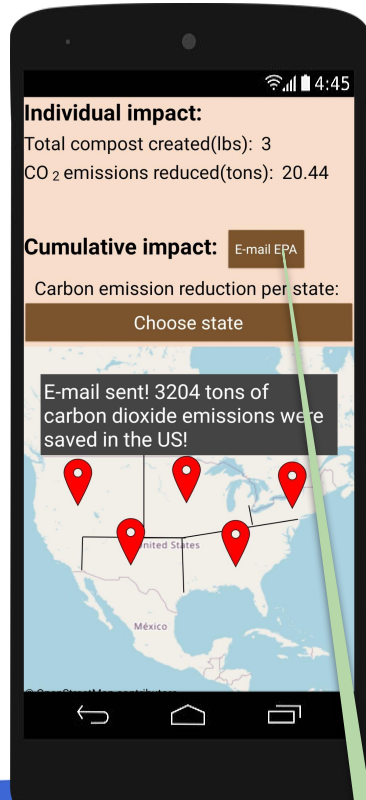 4:45
Individual impact:
Total compost created(lbs): 3
CO 2 emissions reduced(tons): 20.44
Cumulative impact:
E-mail EPA
Carbon emission reduction per state:
Choose state
E-mail sent! 3204 tons of
carbon dioxide emissions were
saved in the US!
United States
México
© OpenStreetMap contributors